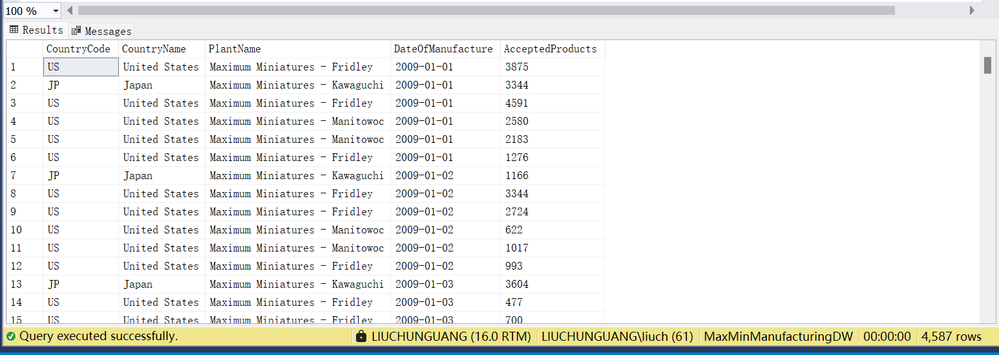 100 %
Results Messages
CountryCode CountryName PlantName DateOfManufacture AcceptedProducts
1 US United States Maximum Miniatures - Fridley 2009-01-01 3875
2 JP Japan Maximum Miniatures - Kawaguchi 2009-01-01 3344
3 US United States Maximum Miniatures - Fridley 2009-01-01 4591
4 US United States Maximum Miniatures - Manitowoc 2009-01-01 2580
5 US United States Maximum Miniatures - Manitowoc 2009-01-01 2183
6 US United States Maximum Miniatures - Fridley 2009-01-01 1276
7 JP Japan Maximum Miniatures - Kawaguchi 2009-01-02 1166
8 US United States Maximum Miniatures - Fridley 2009-01-02 3344
9 US United States Maximum Miniatures - Fridley 2009-01-02 2724
10 US United States Maximum Miniatures - Manitowoc 2009-01-02 622
11 US United States Maximum Miniatures - Manitowoc 2009-01-02 1017
12 US United States Maximum Miniatures - Fridley 2009-01-02 993
13 JP Japan Maximum Miniatures - Kawaguchi 2009-01-03 3604
14 US United States Maximum Miniatures - Fridley 2009-01-03 477
15 US United States Maximum Miniatures - Fridley 2009-01-03 700
Query executed successfully. LIUCHUNGUANG (16.0 RTM) LIUCHUNGUANG\liuch (61) MaxMinManufacturingDW 00:00:00 4,587 rows